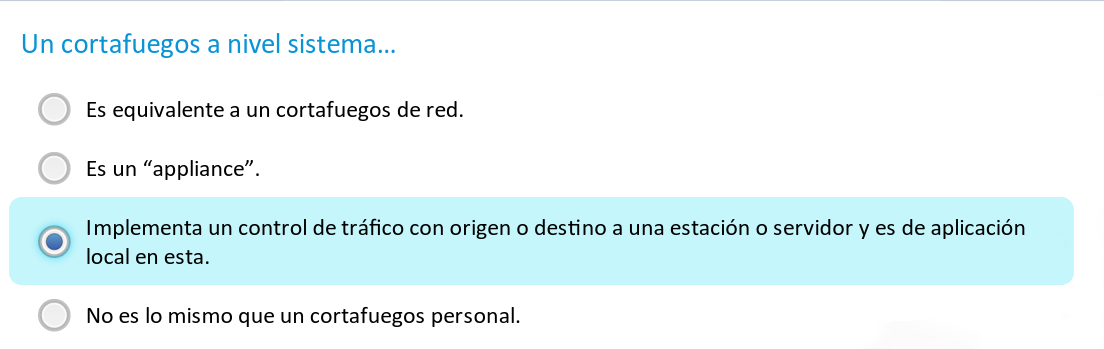 Un cortafuegos a nivel sistema...
Es equivalente a un cortafuegos de red.
Es un “appliance”.
Implementa un control de tráfico con origen o destino a una estación o servidor y es de aplicación
local en esta.
No es lo mismo que un cortafuegos personal.